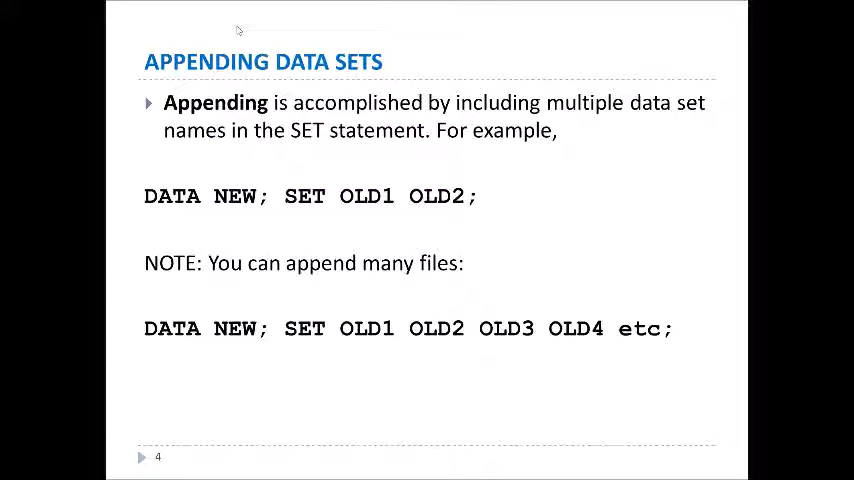 APPENDING DATA SETS
Appending is accomplished by including multiple data set
names in the SET statement. For example,
DATA NEW; SET OLD1 OLD2;
NOTE: You can append many files:
DATA NEW; SET OLD1 OLD2 OLD3 OLD4 etc;
4